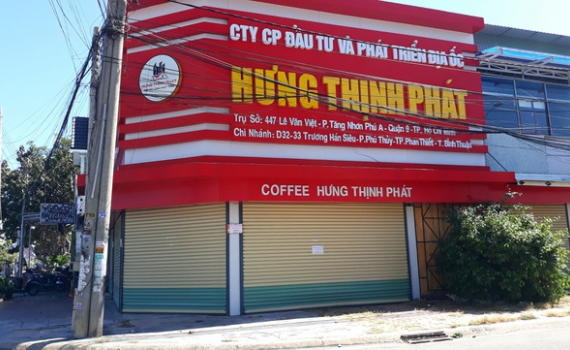 CTY CP ĐẦU TƯ VÀ PHÁT TRIỂN ĐỊA ỐC
HƯNG THỊNH PHÁT
Trụ Sở: 447 Lê Văn Việt - P.Tăng Nhơn Phú A - Quận 9 -TP. Hồ Chí Minh
Chi Nhánh: D32-33 Trương Hán Siêu-P.Phú Thủy-TP.Phan Thiết - T. Bình Thuận
COFFEE HƯNG THỊNH PHÁT